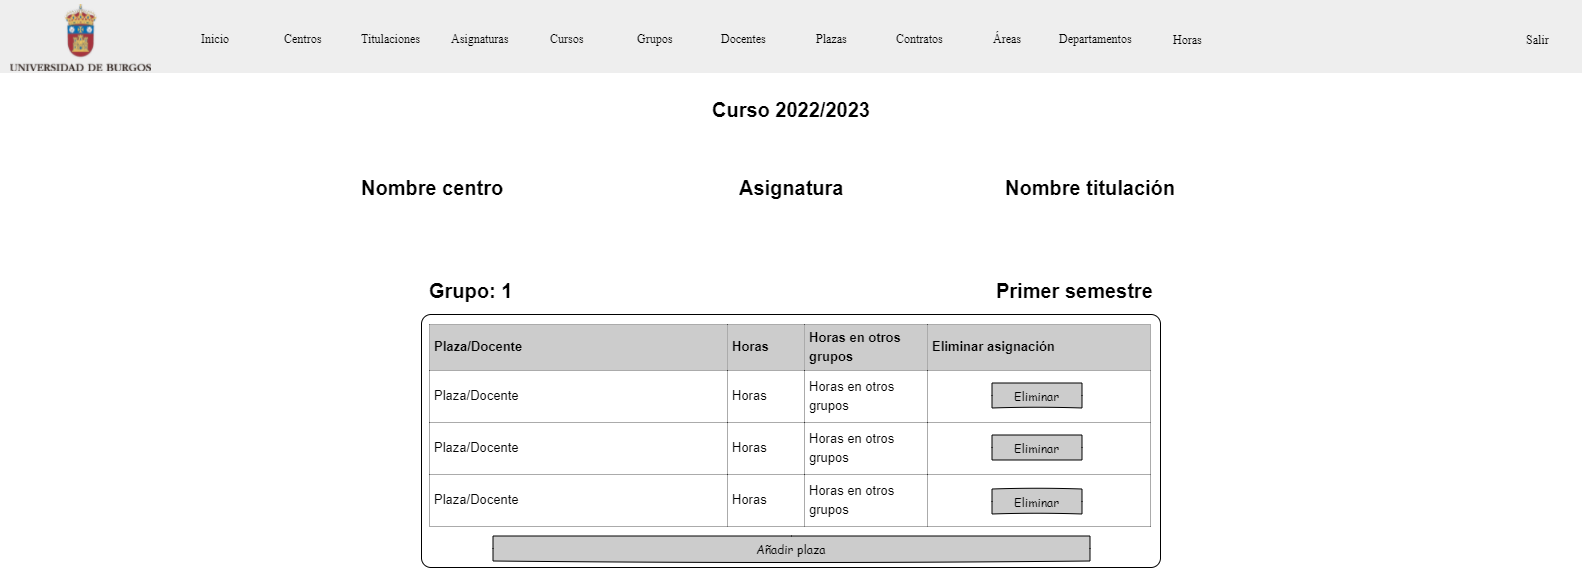 UNIVERSIDAD DE BURGOS
Inicio Centros Titulaciones Asignaturas Cursos Grupos Docentes Plazas Contratos Áreas Departamentos Horas Salir
Curso 2022/2023
Nombre centro Asignatura Nombre titulación
Grupo: 1 Primer semestre
Plaza/Docente Horas Horas en otros grupos Eliminar asignación
Plaza/Docente Horas Horas en otros grupos Eliminar
Plaza/Docente Horas Horas en otros grupos Eliminar
Plaza/Docente Horas Horas en otros grupos Eliminar
Añadir plaza